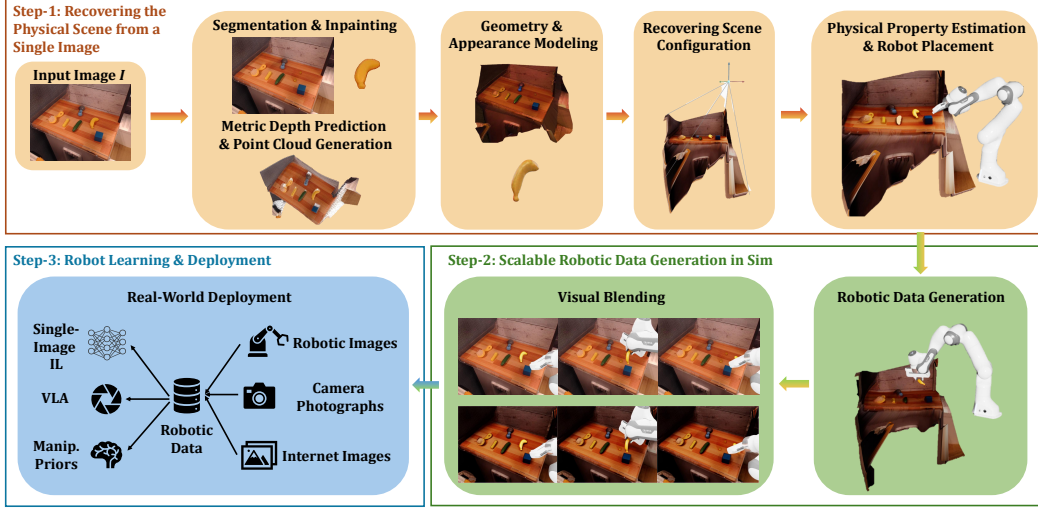 Step-1: Recovering the
Physical Scene from a
Single Image
Input Image I
Segmentation & Inpainting
Metric Depth Prediction
& Point Cloud Generation
Geometry &
Appearance Modeling
Recovering Scene
Configuration
Physical Property Estimation
& Robot Placement
Step-3: Robot Learning & Deployment
Real-World Deployment
Single-
Image
IL
VLA
Manip.
Priors
Robotic
Data
Robotic Images
Camera
Photographs
Internet Images
Step-2: Scalable Robotic Data Generation in Sim
Visual Blending
Robotic Data Generation